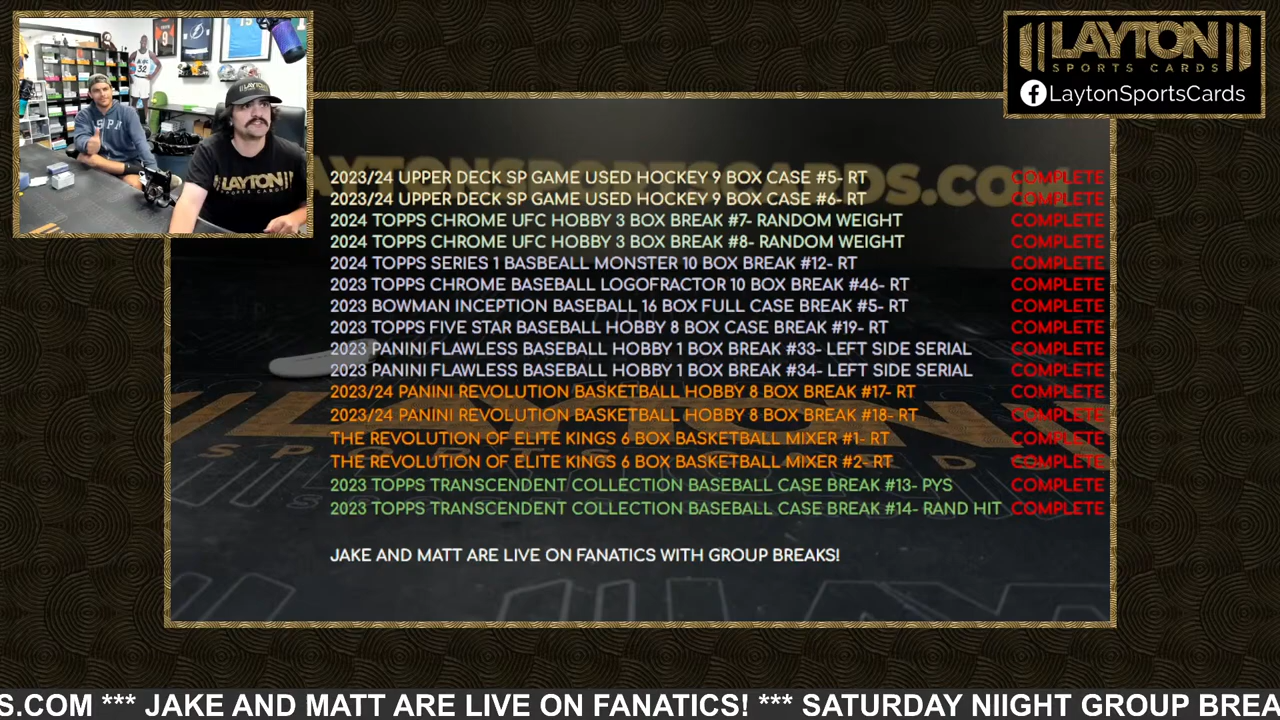 LAYTON
SPORTS CARDS
LaytonSportsCards
LAYTONSPORTSCARDS.COM
2023/24 UPPER DECK SP GAME USED HOCKEY 9 BOX CASE #5- RT COMPLETE
2023/24 UPPER DECK SP GAME USED HOCKEY 9 BOX CASE #6- RT COMPLETE
2024 TOPPS CHROME UFC HOBBY 3 BOX BREAK #7- RANDOM WEIGHT COMPLETE
2024 TOPPS CHROME UFC HOBBY 3 BOX BREAK #8- RANDOM WEIGHT COMPLETE
2024 TOPPS SERIES 1 BASBEALL MONSTER 10 BOX BREAK #12- RT COMPLETE
2023 TOPPS CHROME BASEBALL LOGOFRACTOR 10 BOX BREAK #46- RT COMPLETE
2023 BOWMAN INCEPTION BASEBALL 16 BOX FULL CASE BREAK #5- RT COMPLETE
2023 TOPPS FIVE STAR BASEBALL HOBBY 8 BOX CASE BREAK #19- RT COMPLETE
2023 PANINI FLAWLESS BASEBALL HOBBY 1 BOX BREAK #33- LEFT SIDE SERIAL COMPLETE
2023 PANINI FLAWLESS BASEBALL HOBBY 1 BOX BREAK #34- LEFT SIDE SERIAL COMPLETE
2023/24 PANINI REVOLUTION BASKETBALL HOBBY 8 BOX BREAK #17- RT COMPLETE
2023/24 PANINI REVOLUTION BASKETBALL HOBBY 8 BOX BREAK #18- RT COMPLETE
THE REVOLUTION OF ELITE KINGS 6 BOX BASKETBALL MIXER #1- RT COMPLETE
THE REVOLUTION OF ELITE KINGS 6 BOX BASKETBALL MIXER #2- RT COMPLETE
2023 TOPPS TRANSCENDENT COLLECTION BASEBALL CASE BREAK #13- PYS COMPLETE
2023 TOPPS TRANSCENDENT COLLECTION BASEBALL CASE BREAK #14- RAND HIT COMPLETE
JAKE AND MATT ARE LIVE ON FANATICS WITH GROUP BREAKS!
S.COM *** JAKE AND MATT ARE LIVE ON FANATICS! *** SATURDAY NIIGHT GROUP BREA